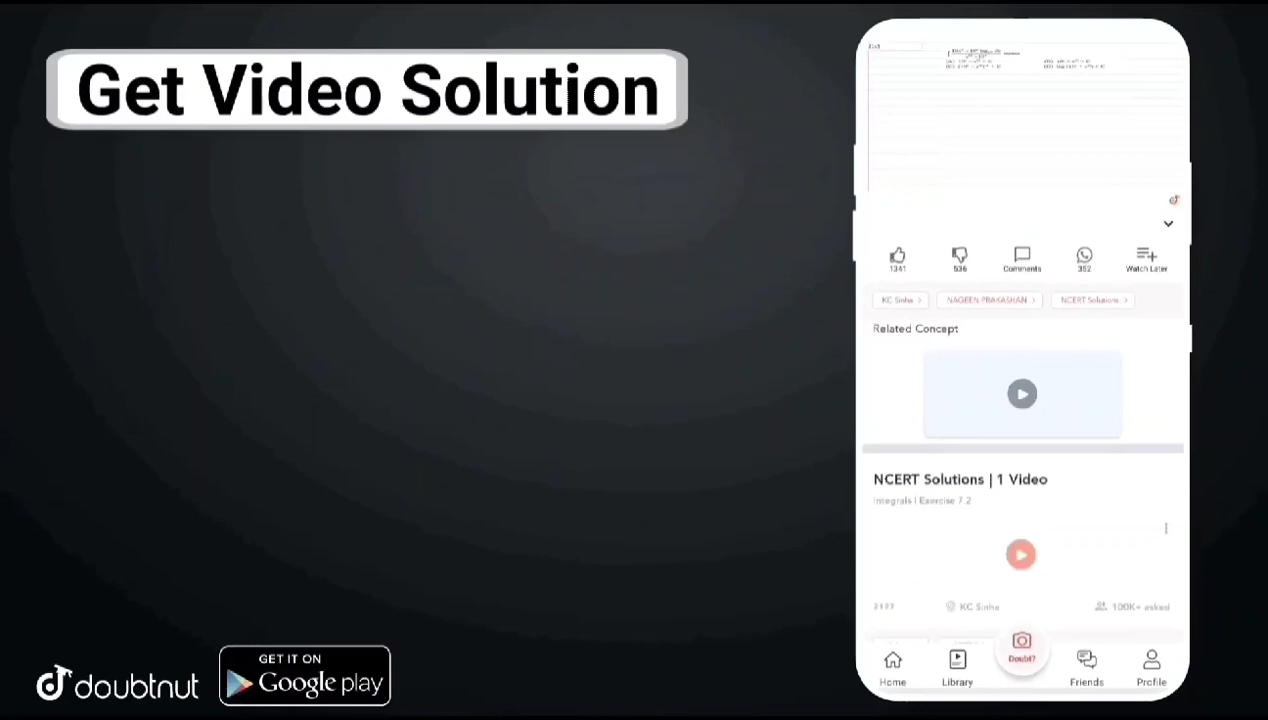 Get Video Solution
1341
536
Comments
352
Watch Later
KC Sinha
NAGEEN PRAKASHAN
NCERT Solutions
Related Concept
NCERT Solutions | 1 Video
Integrals | Exercise 7.2
KC Sinha
100K+ asked
Doubt?
Home
Library
Friends
Profile
doubtnut
GET IT ON
Google play